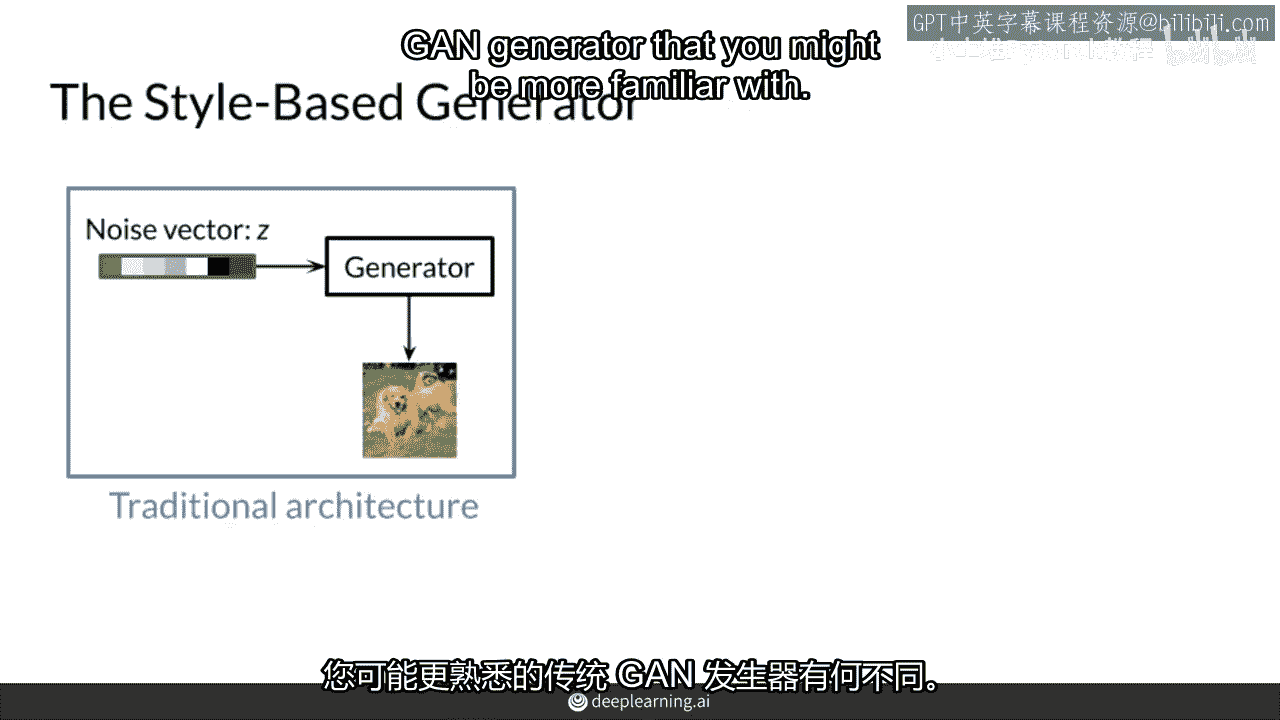 GPT中英字幕课程资源@bilibili.com
GAN generator that you might
be more familiar with.
The Style-Based Generator
Noise vector: z
Generator
Traditional architecture
您可能更熟悉的传统 GAN 发生器有何不同。
deeplearning.ai